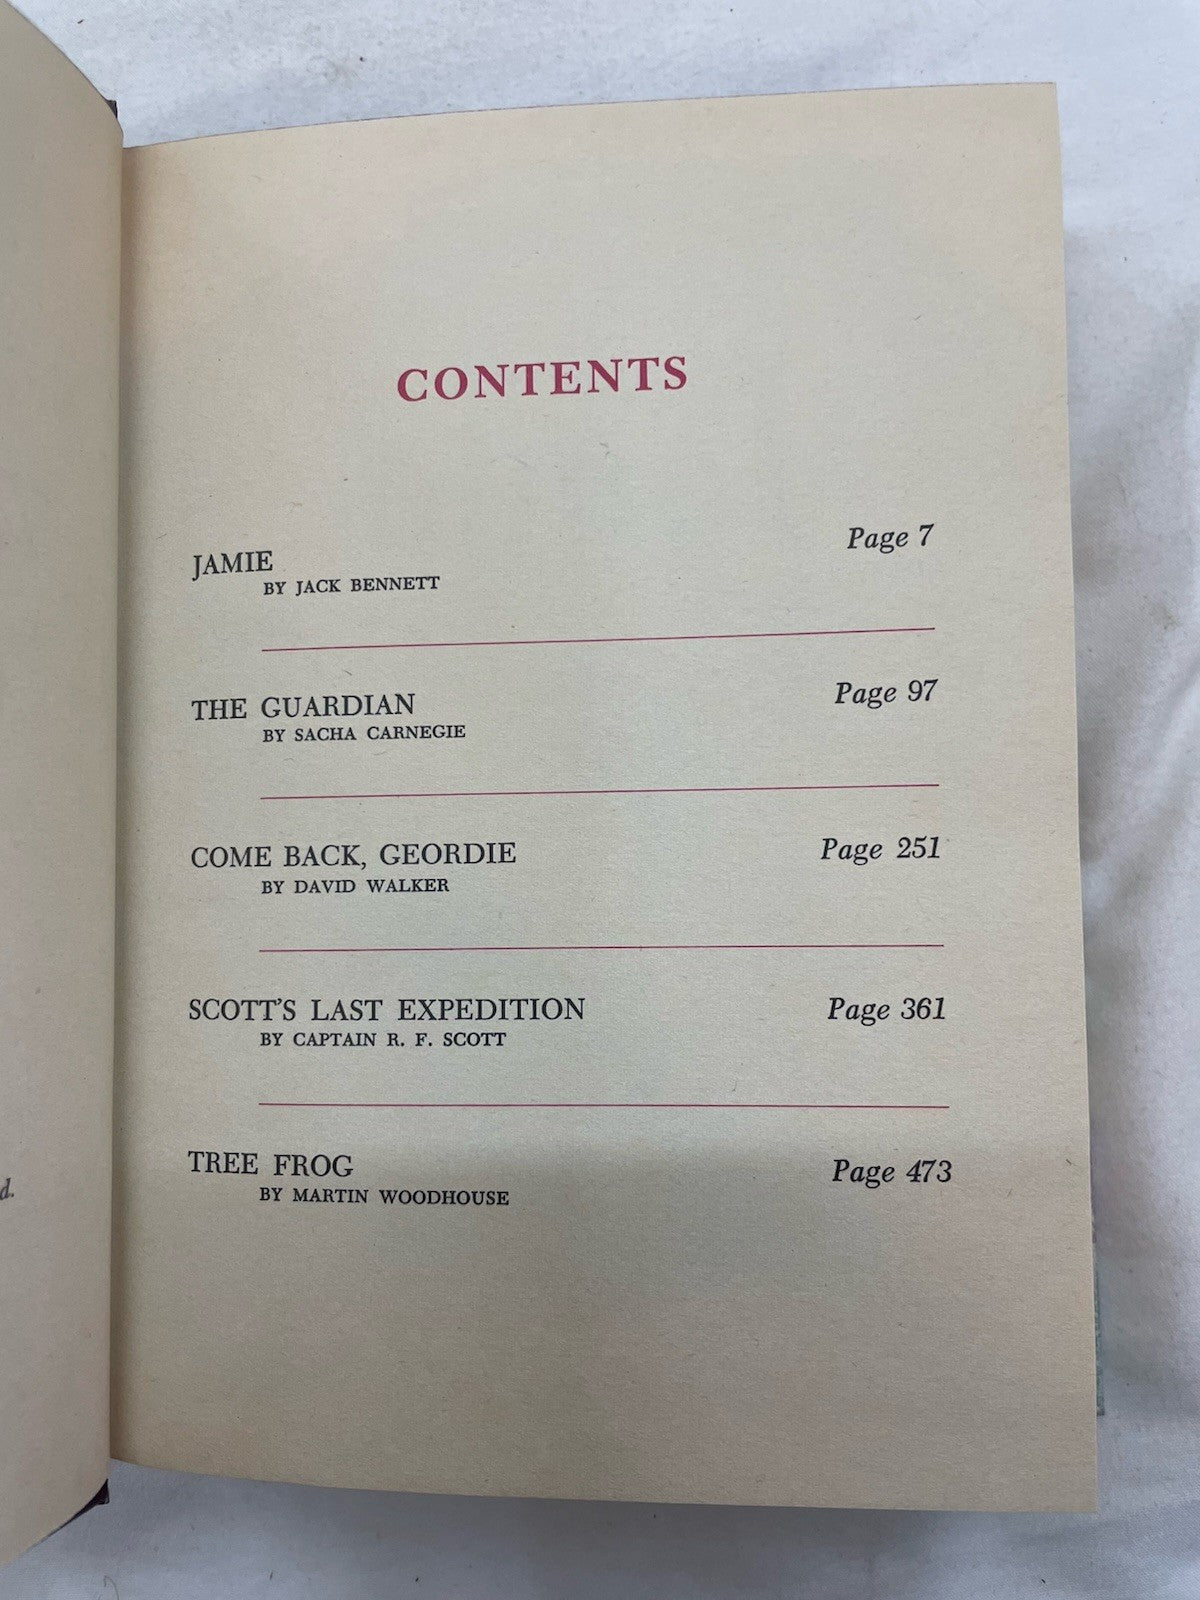 CONTENTS
JAMIE Page 7
BY JACK BENNETT
THE GUARDIAN Page 97
BY SACHA CARNEGIE
COME BACK, GEORDIE Page 251
BY DAVID WALKER
SCOTT'S LAST EXPEDITION Page 361
BY CAPTAIN R. F. SCOTT
TREE FROG Page 473
BY MARTIN WOODHOUSE